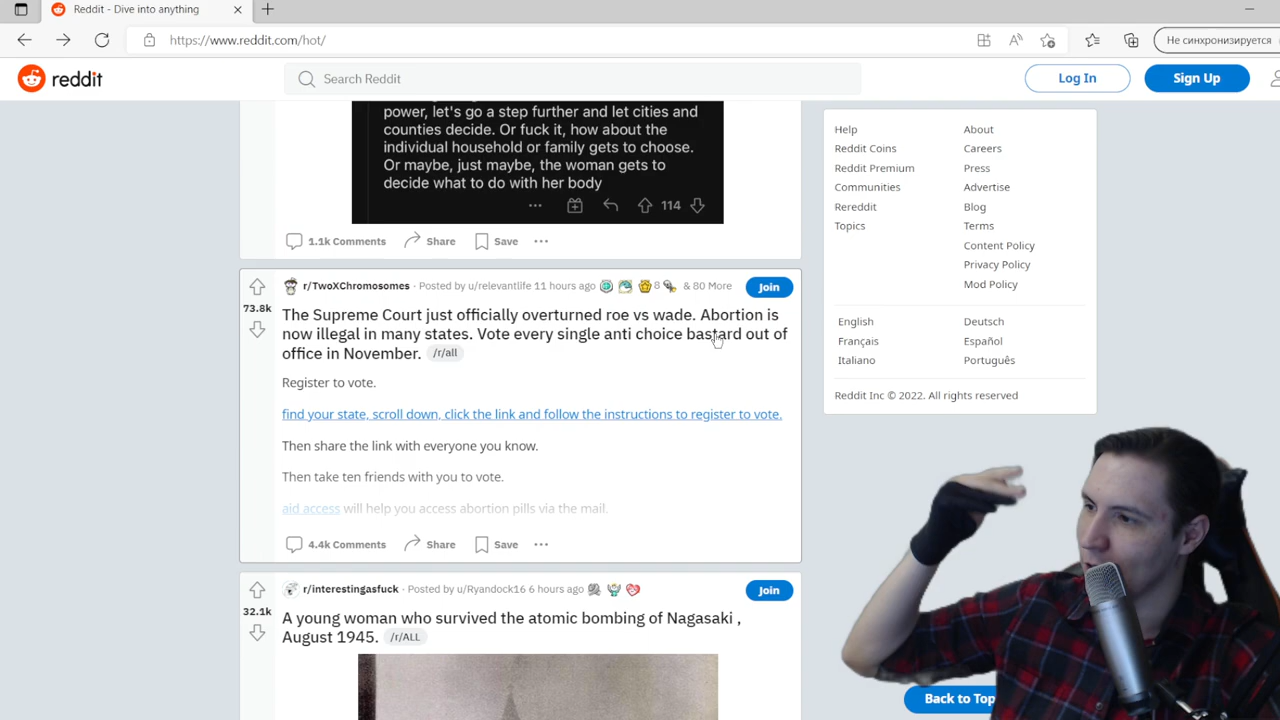 Reddit - Dive into anything
https://www.reddit.com/hot/
Не синхронизируется
reddit
Search Reddit
Log In
Sign Up
power, let's go a step further and let cities and
counties decide. Or fuck it, how about the
individual household or family gets to choose.
Or maybe, just maybe, the woman gets to
decide what to do with her body
114
1.1k Comments Share Save
r/TwoXChromosomes · Posted by u/relevantlife 11 hours ago 8 & 80 More Join
73.8k
The Supreme Court just officially overturned roe vs wade. Abortion is
now illegal in many states. Vote every single anti choice bastard out of
office in November. /r/all
Register to vote.
find your state, scroll down, click the link and follow the instructions to register to vote.
Then share the link with everyone you know.
Then take ten friends with you to vote.
aid access will help you access abortion pills via the mail.
4.4k Comments Share Save
r/interestingasfuck · Posted by u/Ryandock16 6 hours ago Join
32.1k
A young woman who survived the atomic bombing of Nagasaki ,
August 1945. /r/ALL
Help About
Reddit Coins Careers
Reddit Premium Press
Communities Advertise
Rereddit Blog
Topics Terms
Content Policy
Privacy Policy
Mod Policy
English Deutsch
Français Español
Italiano Português
Reddit Inc © 2022. All rights reserved
Back to Top